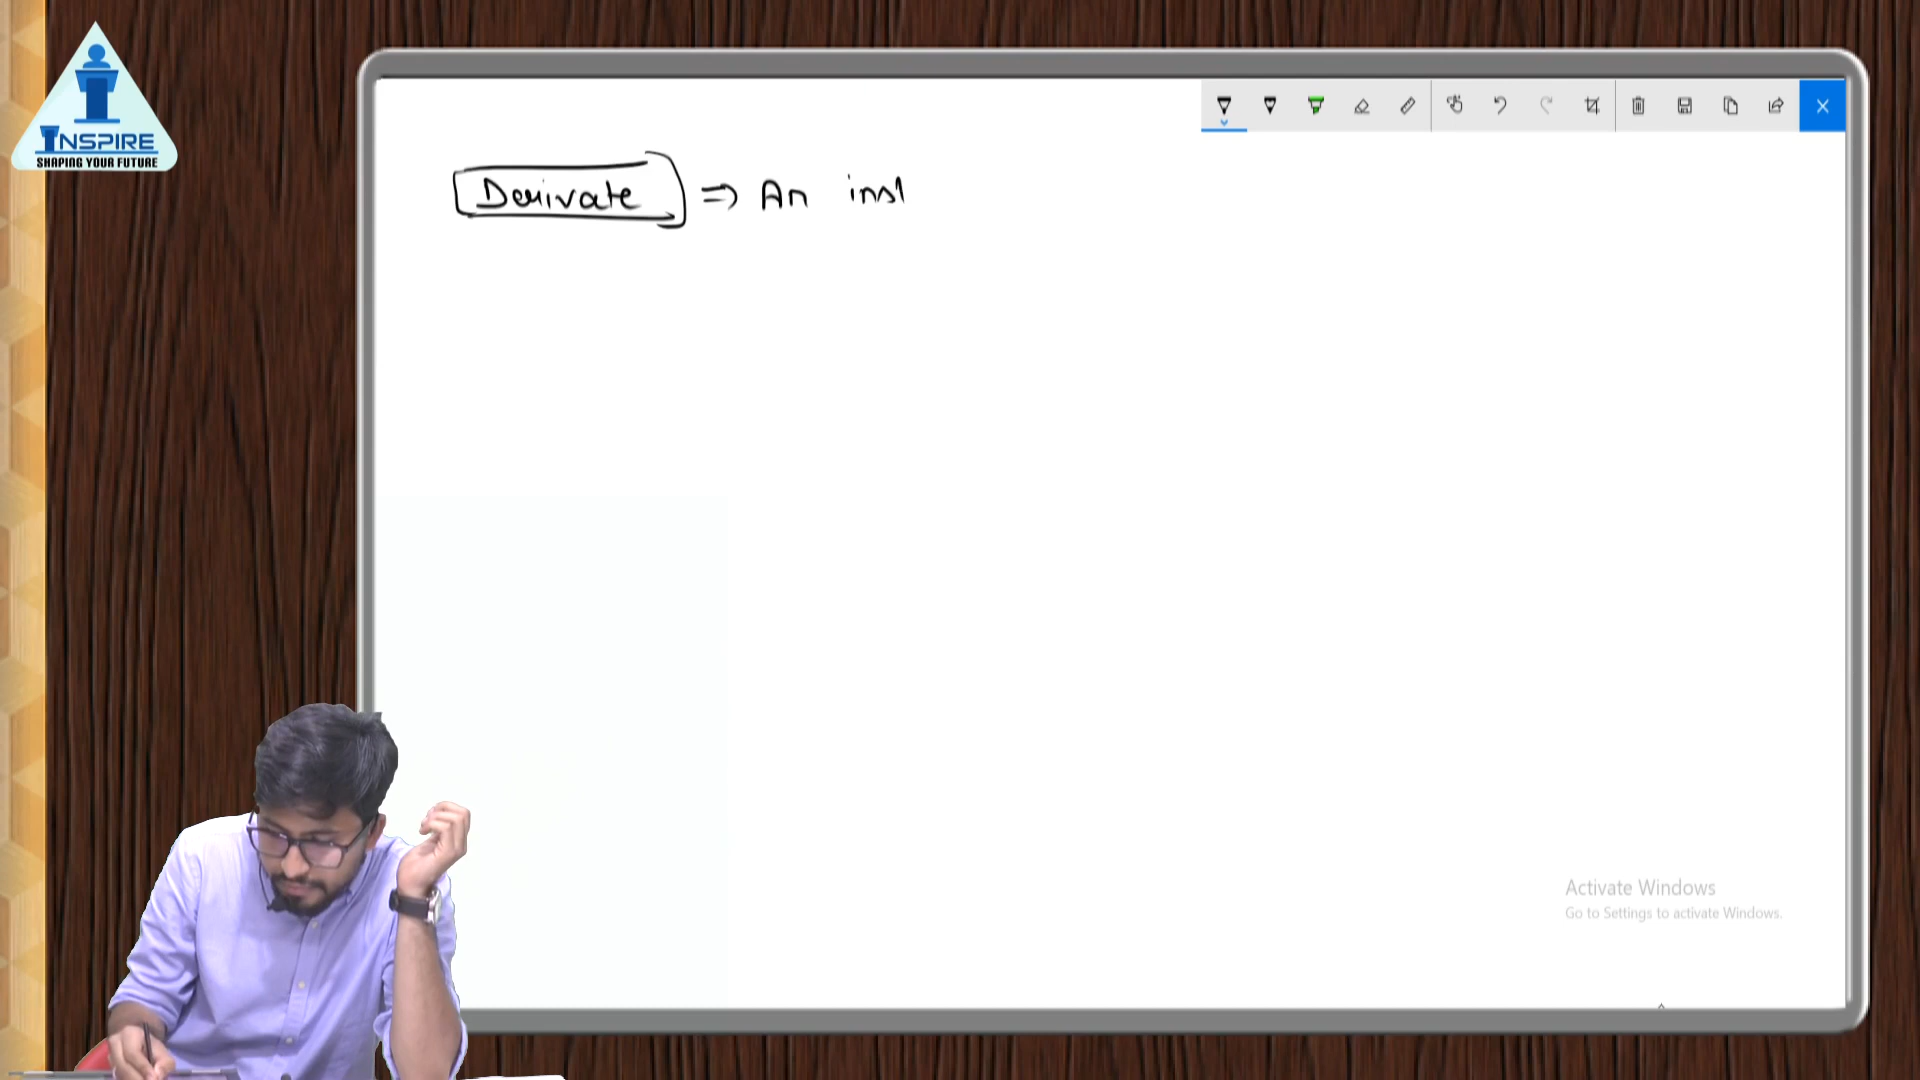 INSPIRE
SHAPING YOUR FUTURE
Derivate ⇒ An inst
Activate Windows
Go to Settings to activate Windows.